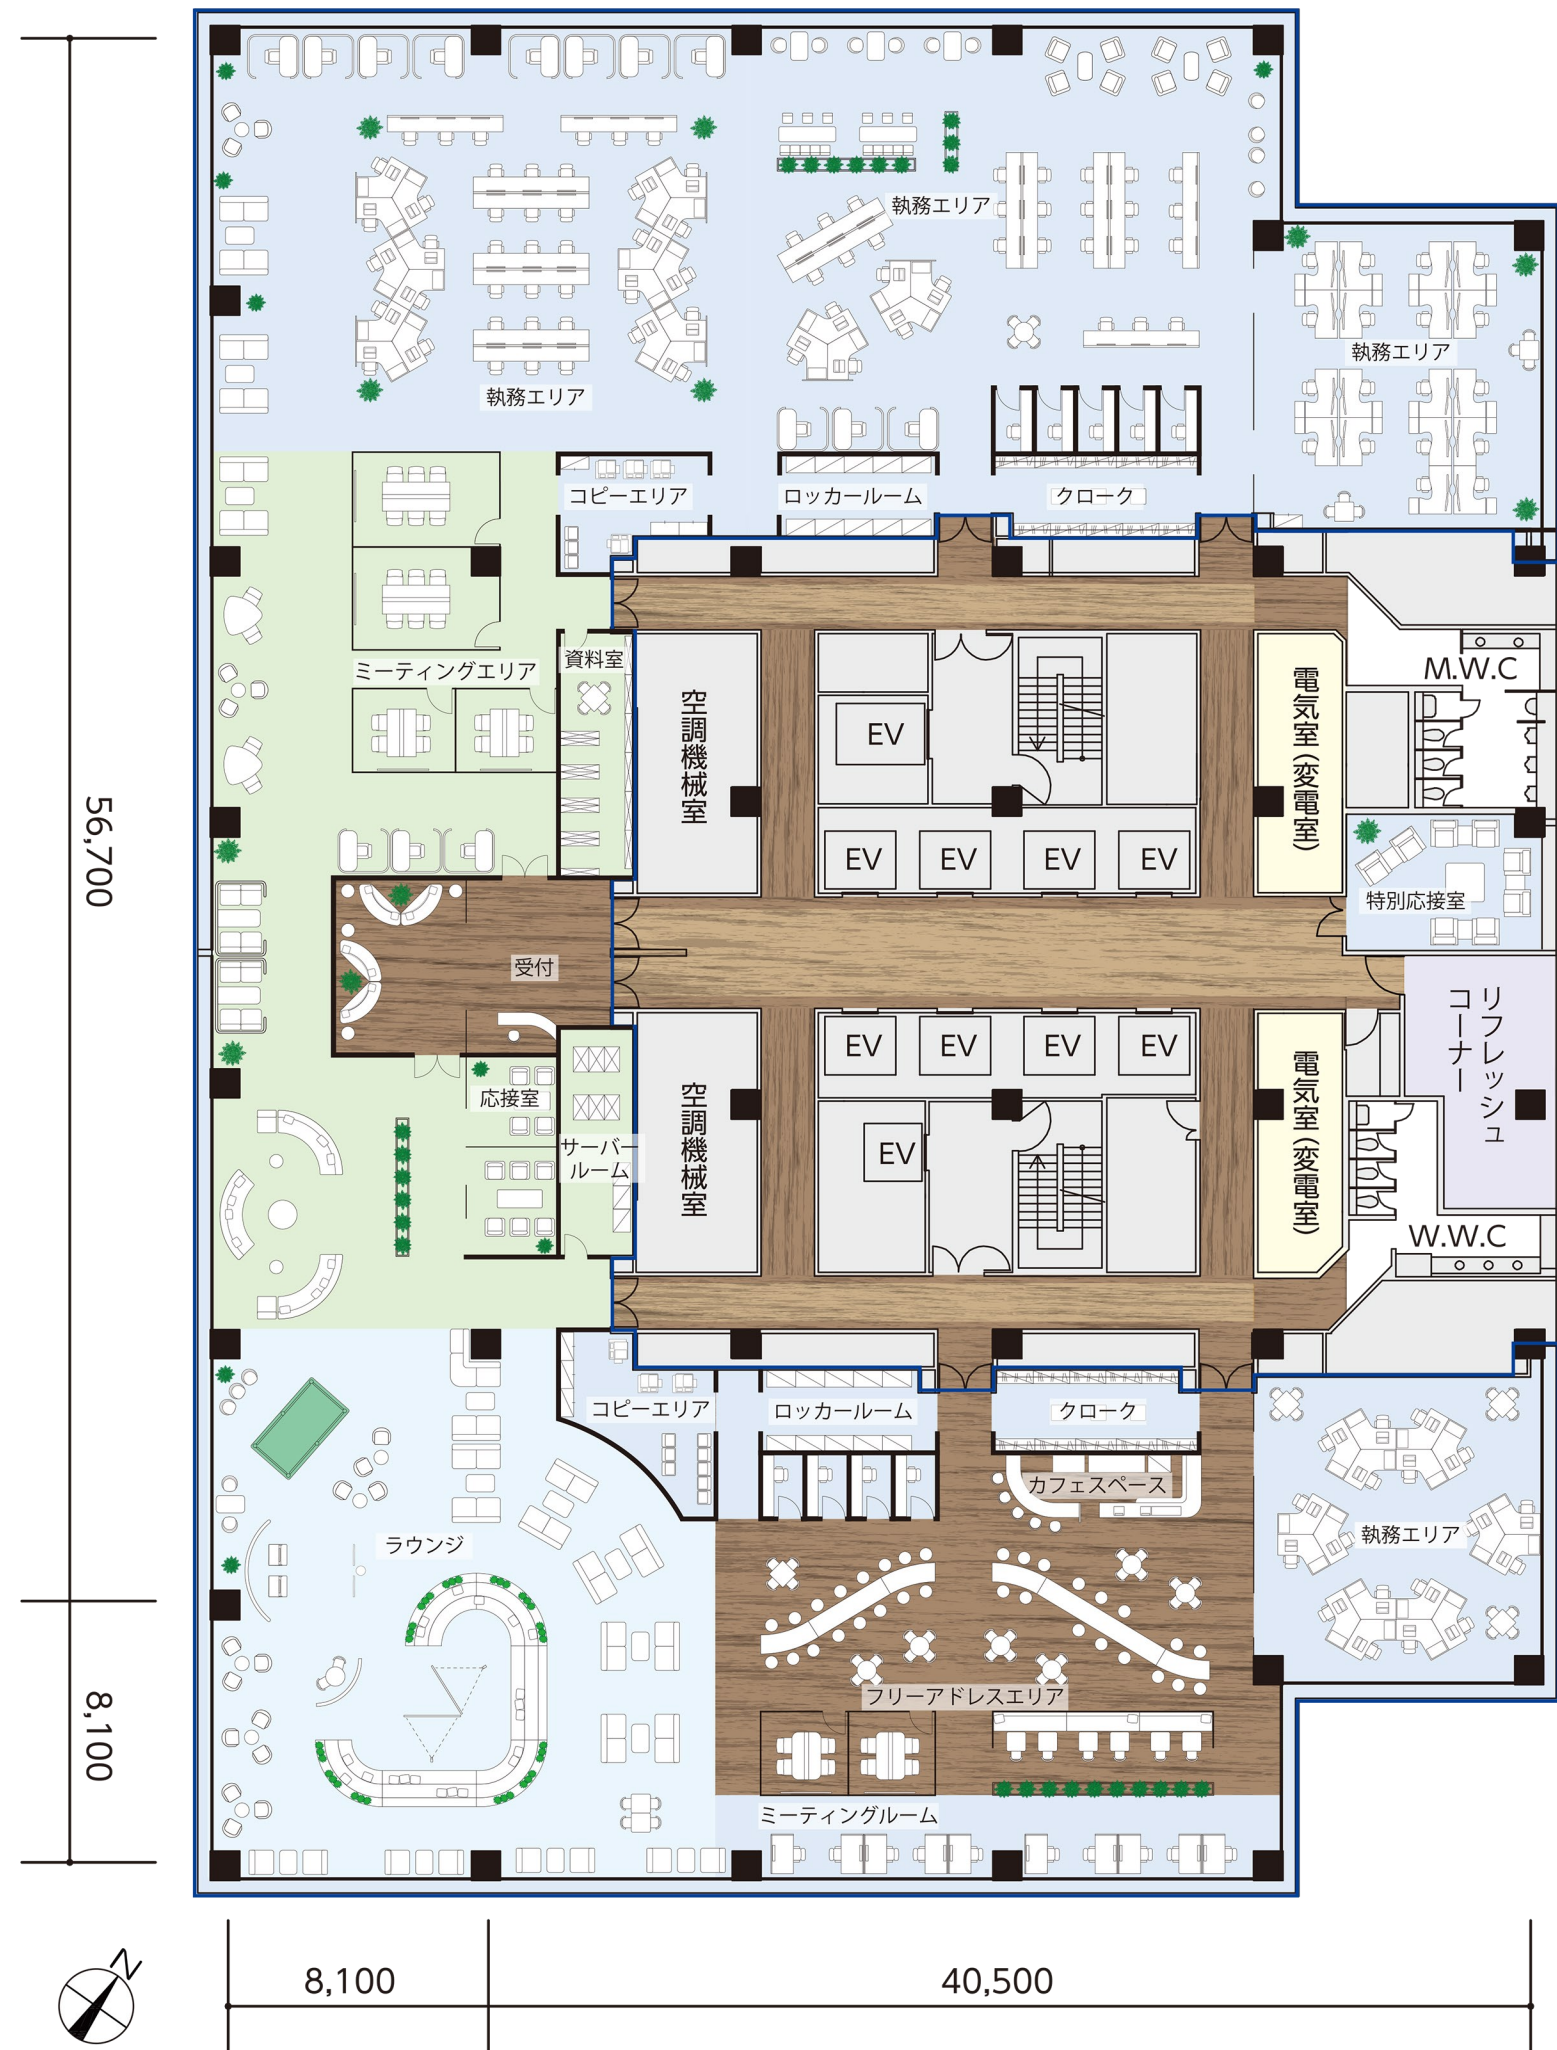 執務エリア
執務エリア
執務エリア
コピーエリア
ロッカールーム
クローク
ミーティングエリア
資料室
空調機械室
EV
電気室(変電室)
M.W.C
EV
EV
EV
EV
特別応接室
受付
56,700
リフレッシュ
コーナー
EV
EV
EV
EV
応接室
サーバー
ルーム
空調機械室
EV
電気室(変電室)
W.W.C
コピーエリア
ロッカールーム
クローク
カフェスペース
ラウンジ
執務エリア
フリーアドレスエリア
8,100
ミーティングルーム
N
8,100
40,500